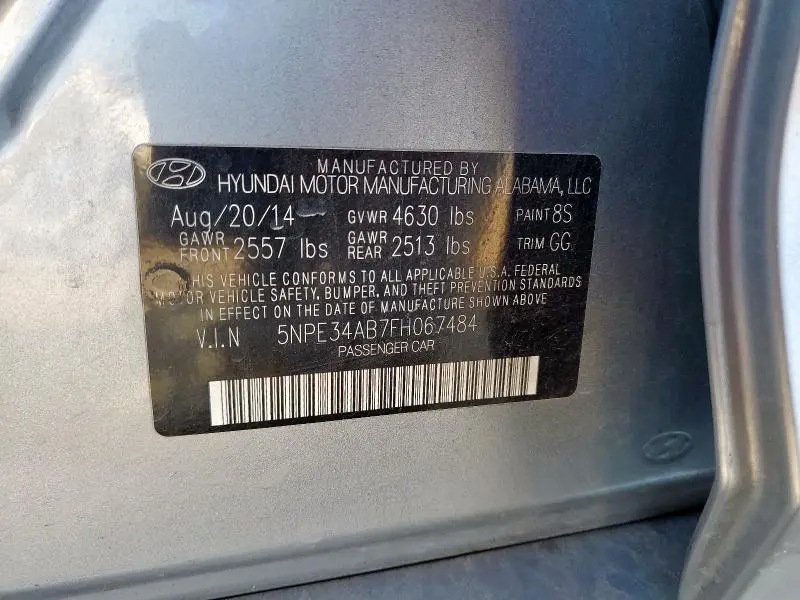 MANUFACTURED BY
HYUNDAI MOTOR MANUFACTURING ALABAMA, LLC
Aug/20/14 GVWR 4630 lbs PAINT 8S
GAWR FRONT 2557 lbs GAWR REAR 2513 lbs TRIM GG
THIS VEHICLE CONFORMS TO ALL APPLICABLE U.S.A. FEDERAL
MOTOR VEHICLE SAFETY, BUMPER, AND THEFT PREVENTION STANDARDS
IN EFFECT ON THE DATE OF MANUFACTURE SHOWN ABOVE
V.I.N 5NPE34AB7FH067484
PASSENGER CAR